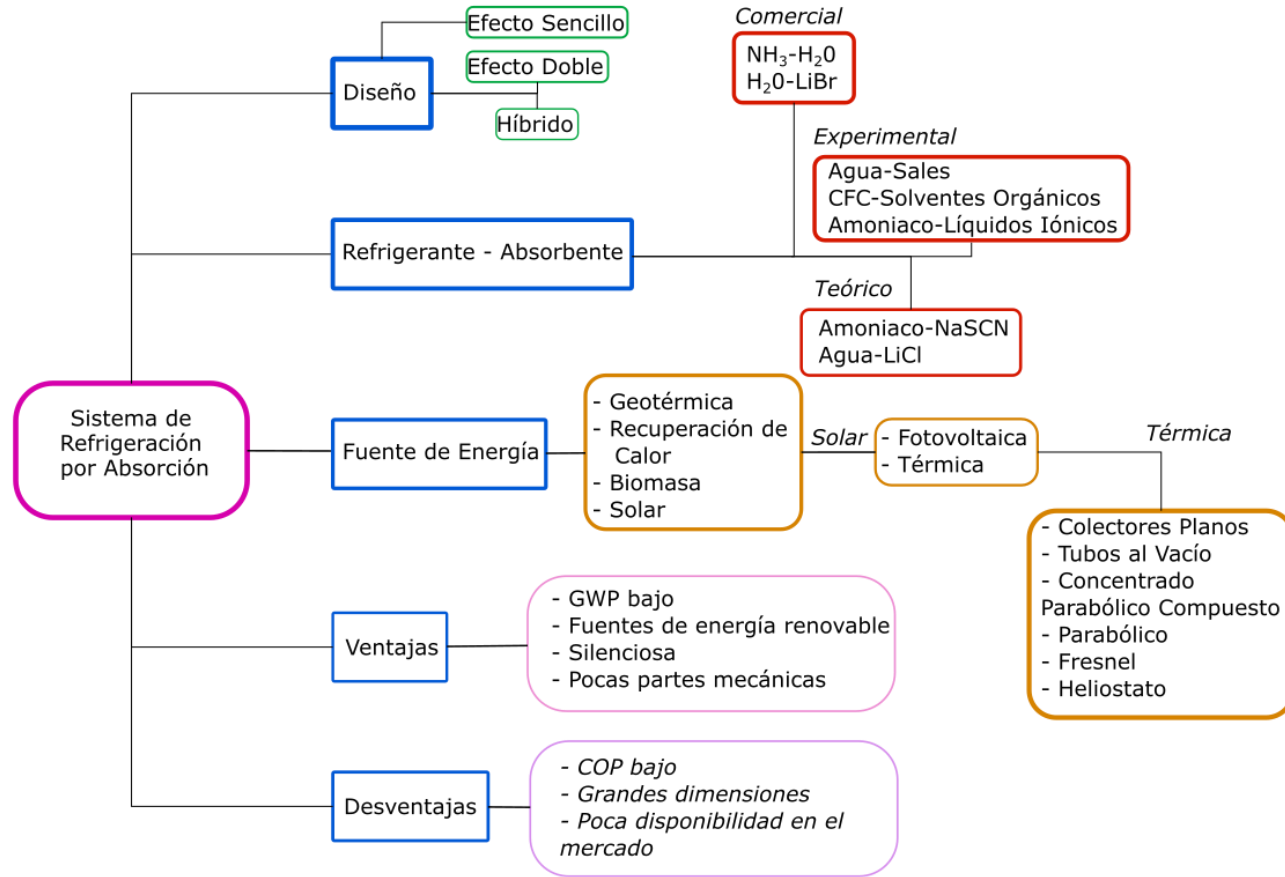 Efecto Sencillo
Efecto Doble
Diseño
Híbrido
Comercial
NH₃-H₂0
H₂0-LiBr
Experimental
Agua-Sales
CFC-Solventes Orgánicos
Amoniaco-Líquidos Iónicos
Refrigerante - Absorbente
Teórico
Amoniaco-NaSCN
Agua-LiCl
Sistema de
Refrigeración
por Absorción
Fuente de Energía
- Geotérmica
- Recuperación de
Calor
- Biomasa
- Solar
Solar
- Fotovoltaica
- Térmica
Térmica
- Colectores Planos
- Tubos al Vacío
- Concentrado
Parabólico Compuesto
- Parabólico
- Fresnel
- Heliostato
Ventajas
- GWP bajo
- Fuentes de energía renovable
- Silenciosa
- Pocas partes mecánicas
Desventajas
- COP bajo
- Grandes dimensiones
- Poca disponibilidad en el
mercado